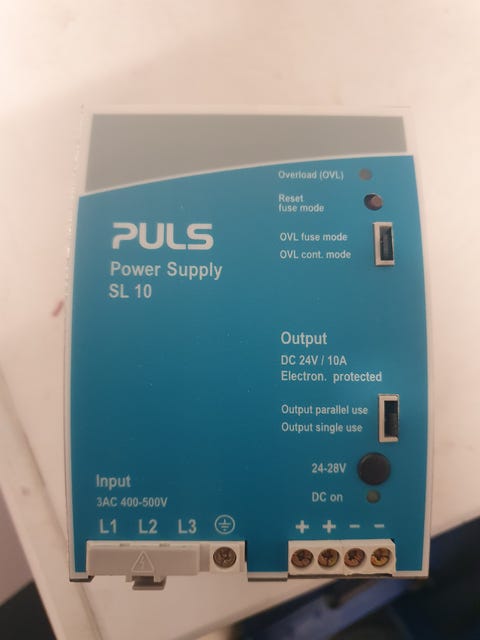 Overload (OVL)
Reset
fuse mode
OVL fuse mode
OVL cont. mode
PULS
Power Supply
SL 10
Output
DC 24V / 10A
Electron. protected
Output parallel use
Output single use
24-28V
DC on
Input
3AC 400-500V
L1 L2 L3
+ + − −